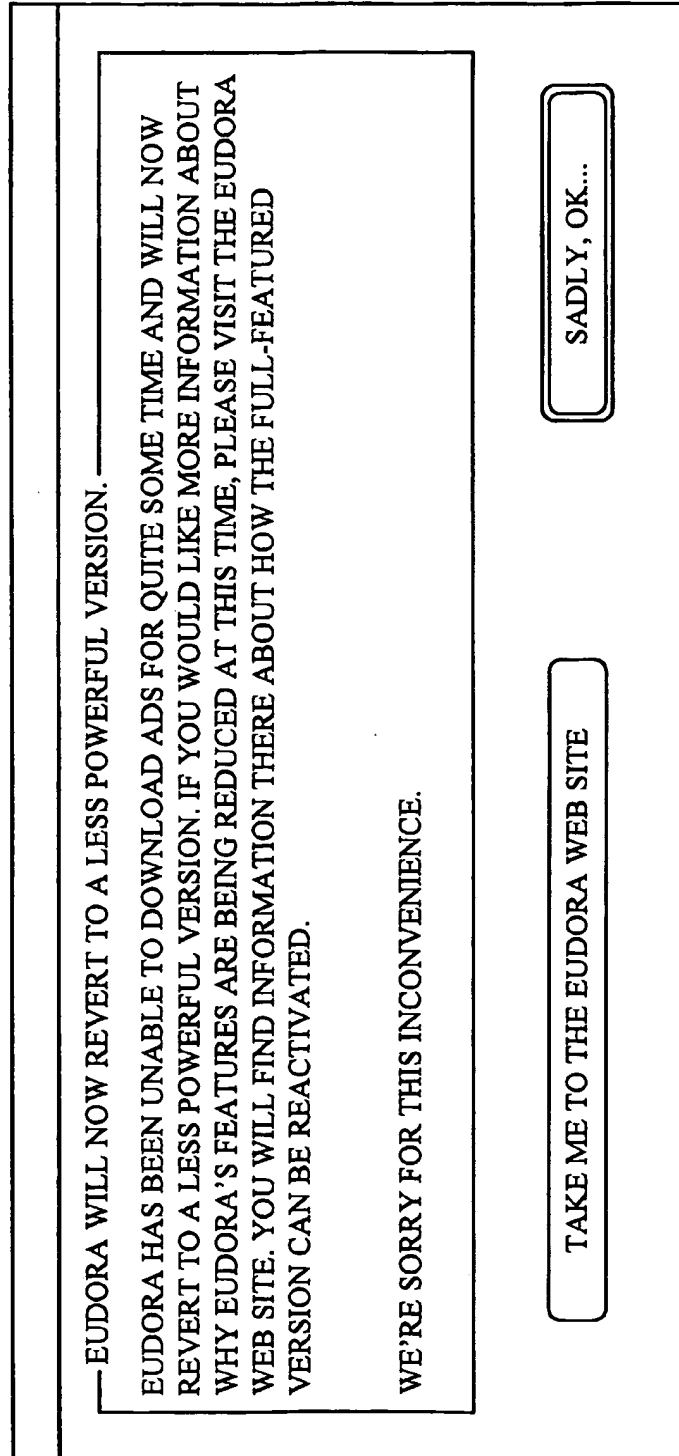 EUDORA WILL NOW REVERT TO A LESS POWERFUL VERSION.
EUDORA HAS BEEN UNABLE TO DOWNLOAD ADS FOR QUITE SOME TIME AND WILL NOW
REVERT TO A LESS POWERFUL VERSION. IF YOU WOULD LIKE MORE INFORMATION ABOUT
WHY EUDORA'S FEATURES ARE BEING REDUCED AT THIS TIME, PLEASE VISIT THE EUDORA
WEB SITE. YOU WILL FIND INFORMATION THERE ABOUT HOW THE FULL-FEATURED
VERSION CAN BE REACTIVATED.
WE'RE SORRY FOR THIS INCONVENIENCE.
TAKE ME TO THE EUDORA WEB SITE
SADLY, OK...